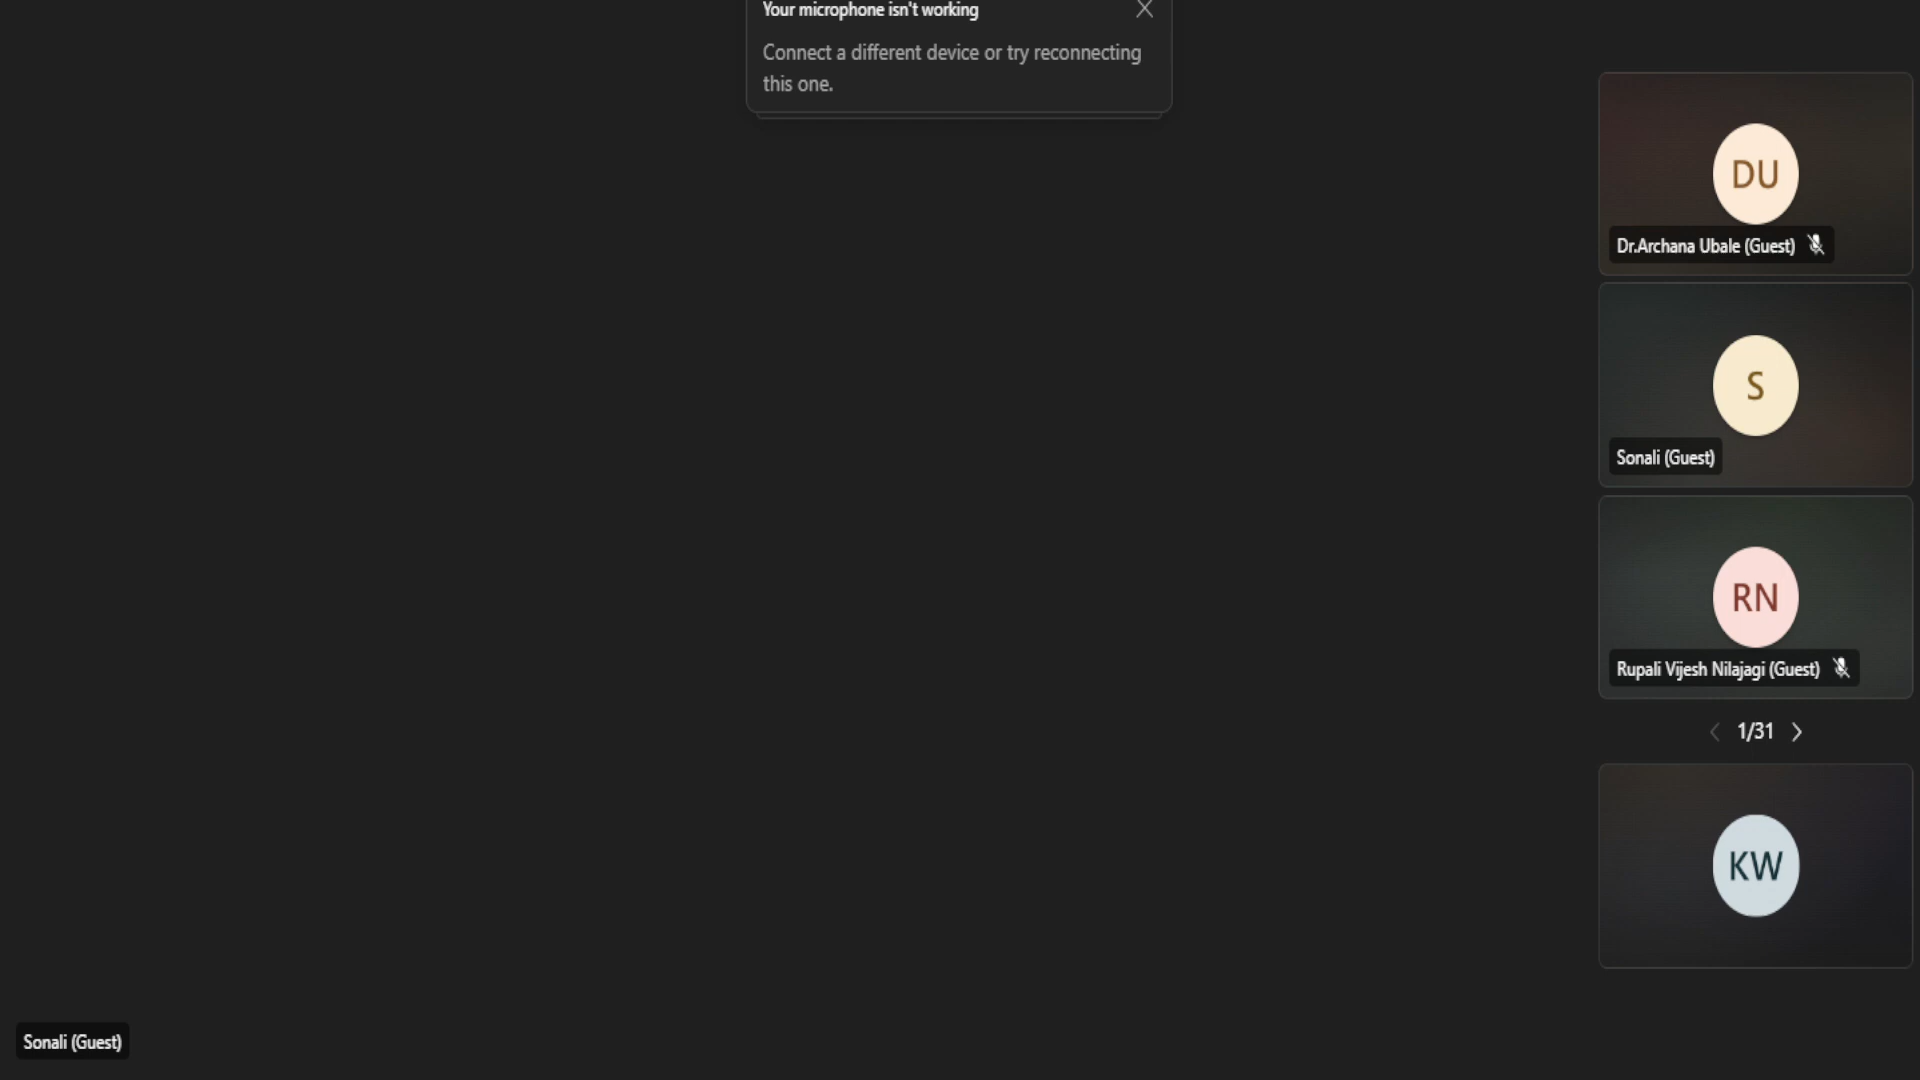 Your microphone isn't working
Connect a different device or try reconnecting
this one.
DU
Dr.Archana Ubale (Guest)
S
Sonali (Guest)
RN
Rupali Vijesh Nilajagi (Guest)
1/31
KW
Sonali (Guest)